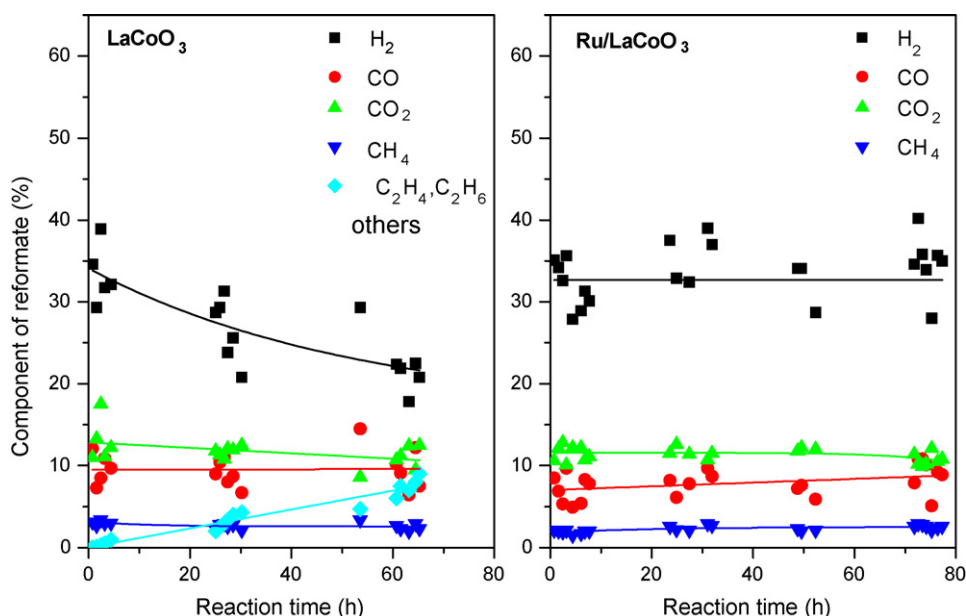 LaCoO₃
H₂
CO
CO₂
CH₄
C₂H₄,C₂H₆
others
Ru/LaCoO₃
H₂
CO
CO₂
CH₄
Component of reformate (%)
60
50
40
30
20
10
0
0 20 40 60 80
Reaction time (h)
60
50
40
30
20
10
0
0 20 40 60 80
Reaction time (h)